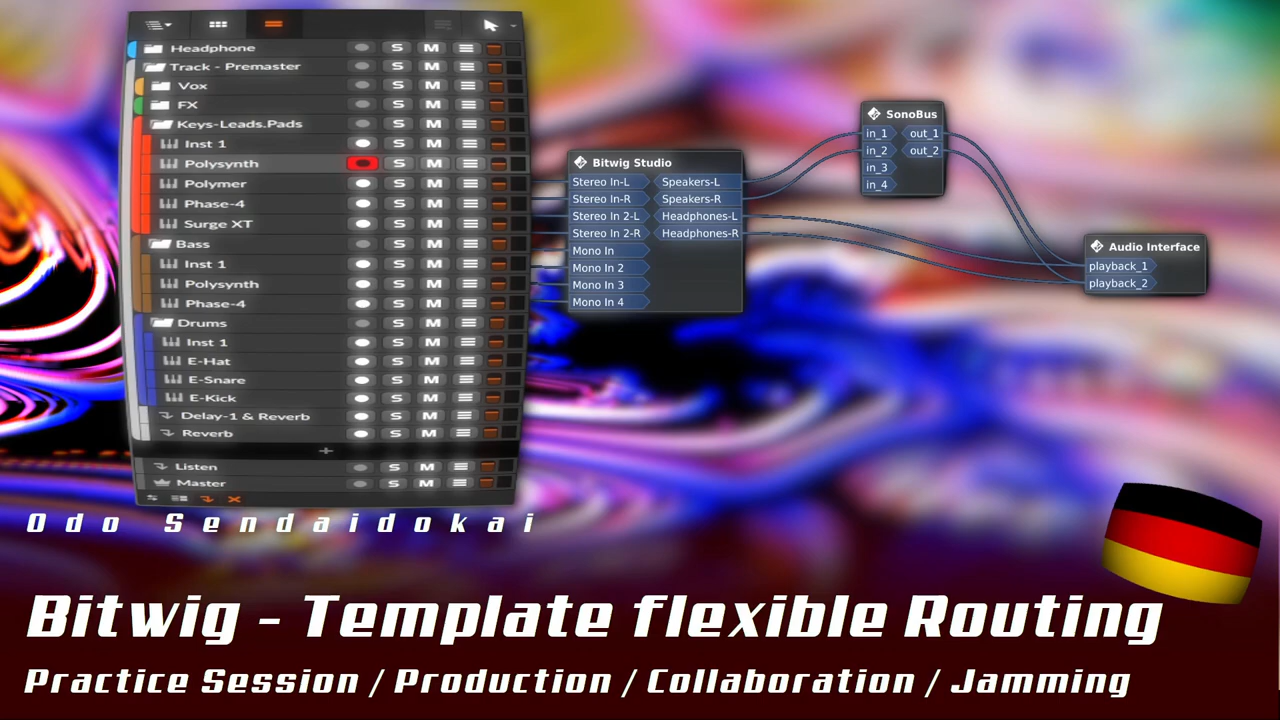 Headphone S M
Track - Premaster S M
Vox S M
FX S M
Keys-Leads.Pads S M
Inst 1 S M
Polysynth S M
Polymer S M
Phase-4 S M
Surge XT S M
Bass S M
Inst 1 S M
Polysynth S M
Phase-4 S M
Drums S M
Inst 1 S M
E-Hat S M
E-Snare S M
E-Kick S M
Delay-1 & Reverb S M
Reverb S M
+
Listen S M
Master S M
Bitwig Studio
Stereo In-L Speakers-L
Stereo In-R Speakers-R
Stereo In 2-L Headphones-L
Stereo In 2-R Headphones-R
Mono In
Mono In 2
Mono In 3
Mono In 4
SonoBus
in_1 out_1
in_2 out_2
in_3
in_4
Audio Interface
playback_1
playback_2
Odo Sendaidokai
Bitwig - Template flexible Routing
Practice Session / Production / Collaboration / Jamming